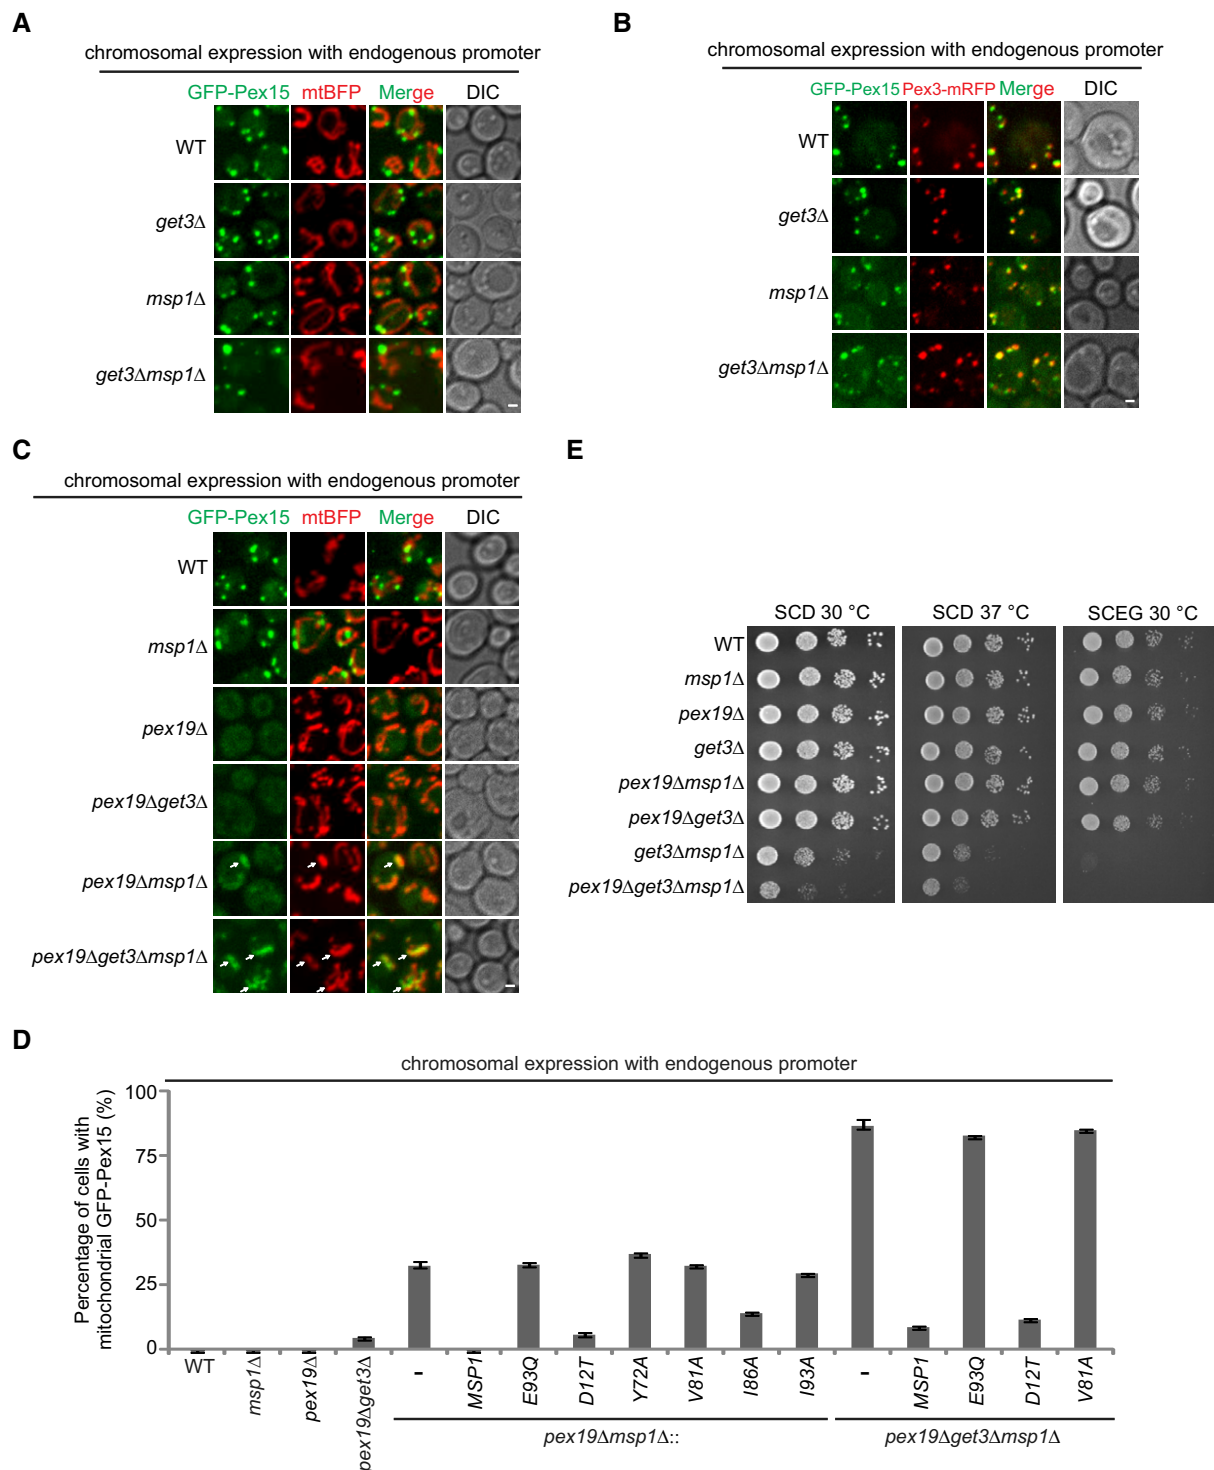 A
chromosomal expression with endogenous promoter
GFP-Pex15 mtBFP Merge DIC
WT
get3Δ
msp1Δ
get3Δmsp1Δ
B
chromosomal expression with endogenous promoter
GFP-Pex15 Pex3-mRFP Merge DIC
WT
get3Δ
msp1Δ
get3Δmsp1Δ
C
chromosomal expression with endogenous promoter
GFP-Pex15 mtBFP Merge DIC
WT
msp1Δ
pex19Δ
pex19Δget3Δ
pex19Δmsp1Δ
pex19Δget3Δmsp1Δ
E
SCD 30 °C SCD 37 °C SCEG 30 °C
WT
msp1Δ
pex19Δ
get3Δ
pex19Δmsp1Δ
pex19Δget3Δ
get3Δmsp1Δ
pex19Δget3Δmsp1Δ
D
chromosomal expression with endogenous promoter
Percentage of cells with
mitochondrial GFP-Pex15 (%)
100
75
50
25
0
WT
msp1Δ
pex19Δ
pex19Δget3Δ
-
MSP1
E93Q
D12T
Y72A
V81A
I86A
I93A
-
MSP1
E93Q
D12T
V81A
pex19Δmsp1Δ::
pex19Δget3Δmsp1Δ